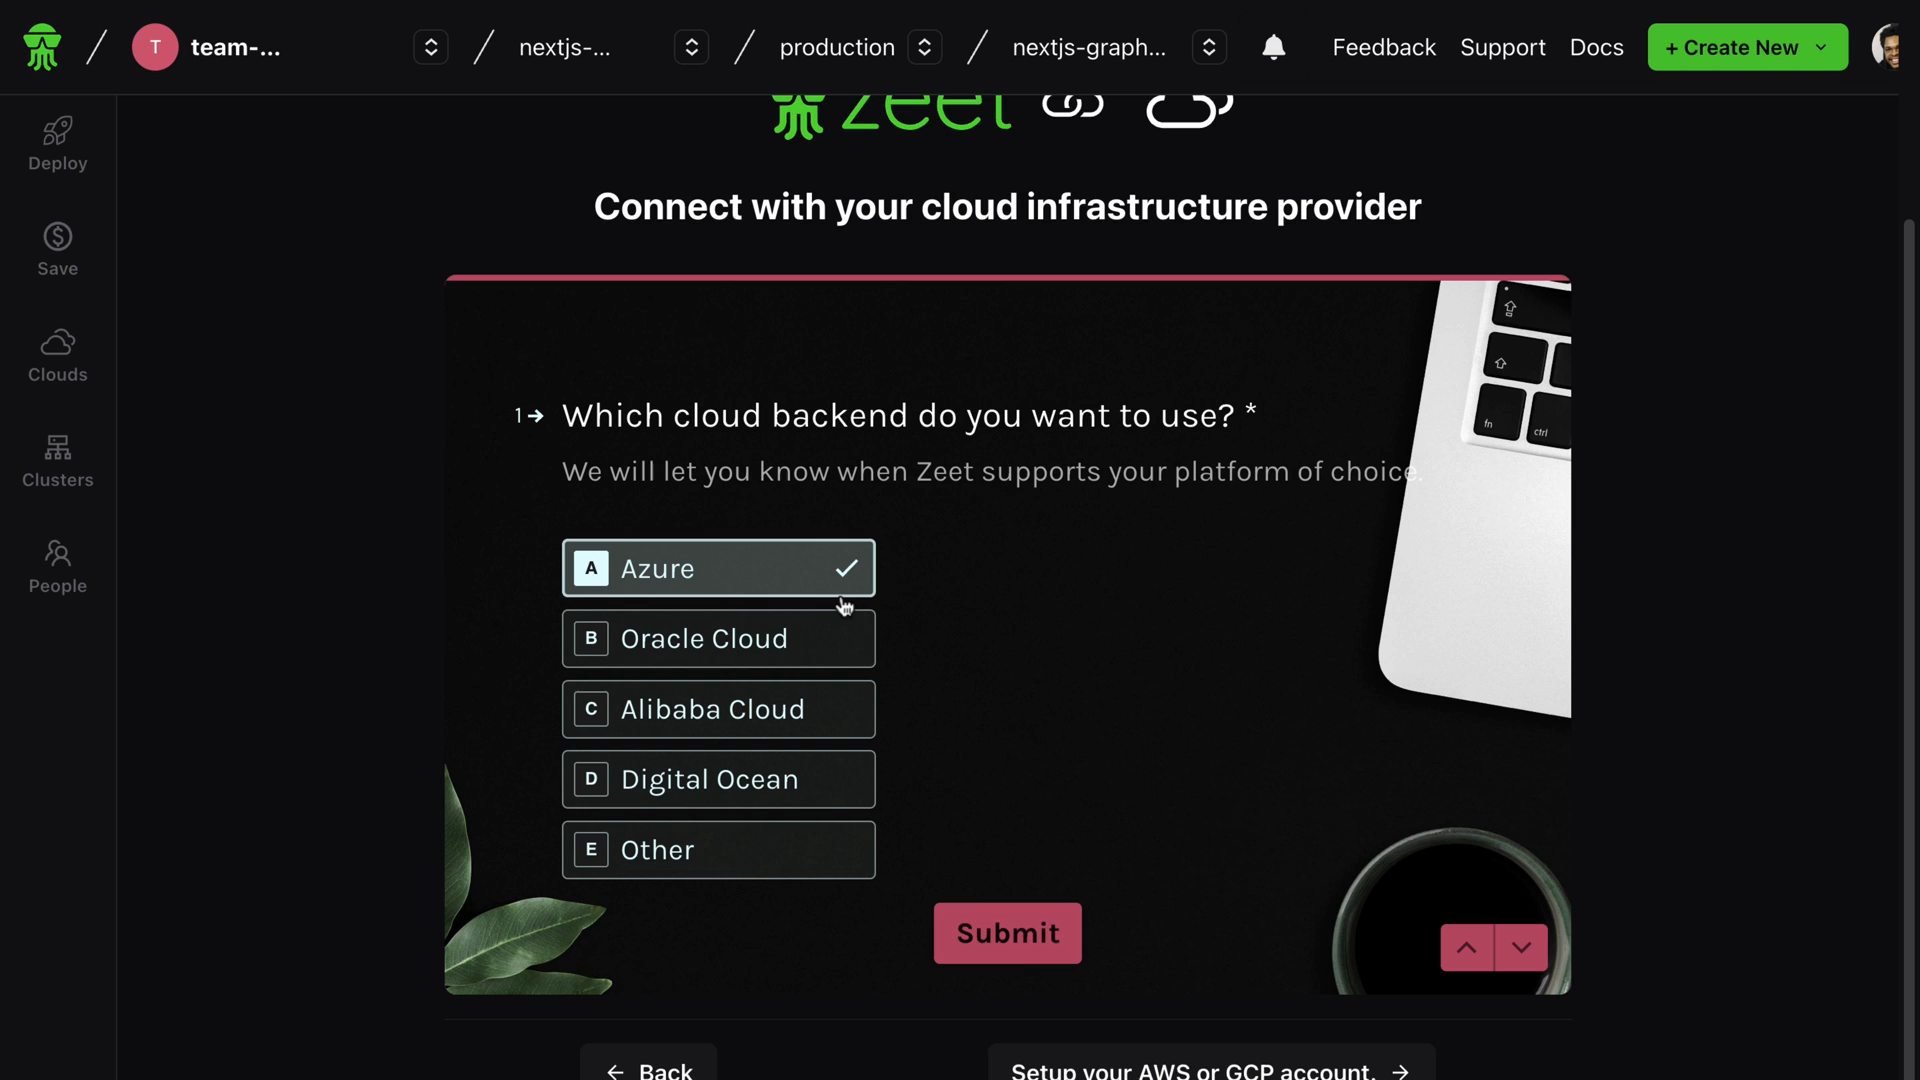 T team-... nextjs-... production nextjs-graph... Feedback Support Docs + Create New
zeet
Deploy
Save
Clouds
Clusters
People
Connect with your cloud infrastructure provider
1→ Which cloud backend do you want to use? *
We will let you know when Zeet supports your platform of choice.
A Azure
B Oracle Cloud
C Alibaba Cloud
D Digital Ocean
E Other
Submit
fn
ctrl
← Back
Setup your AWS or GCP account. →